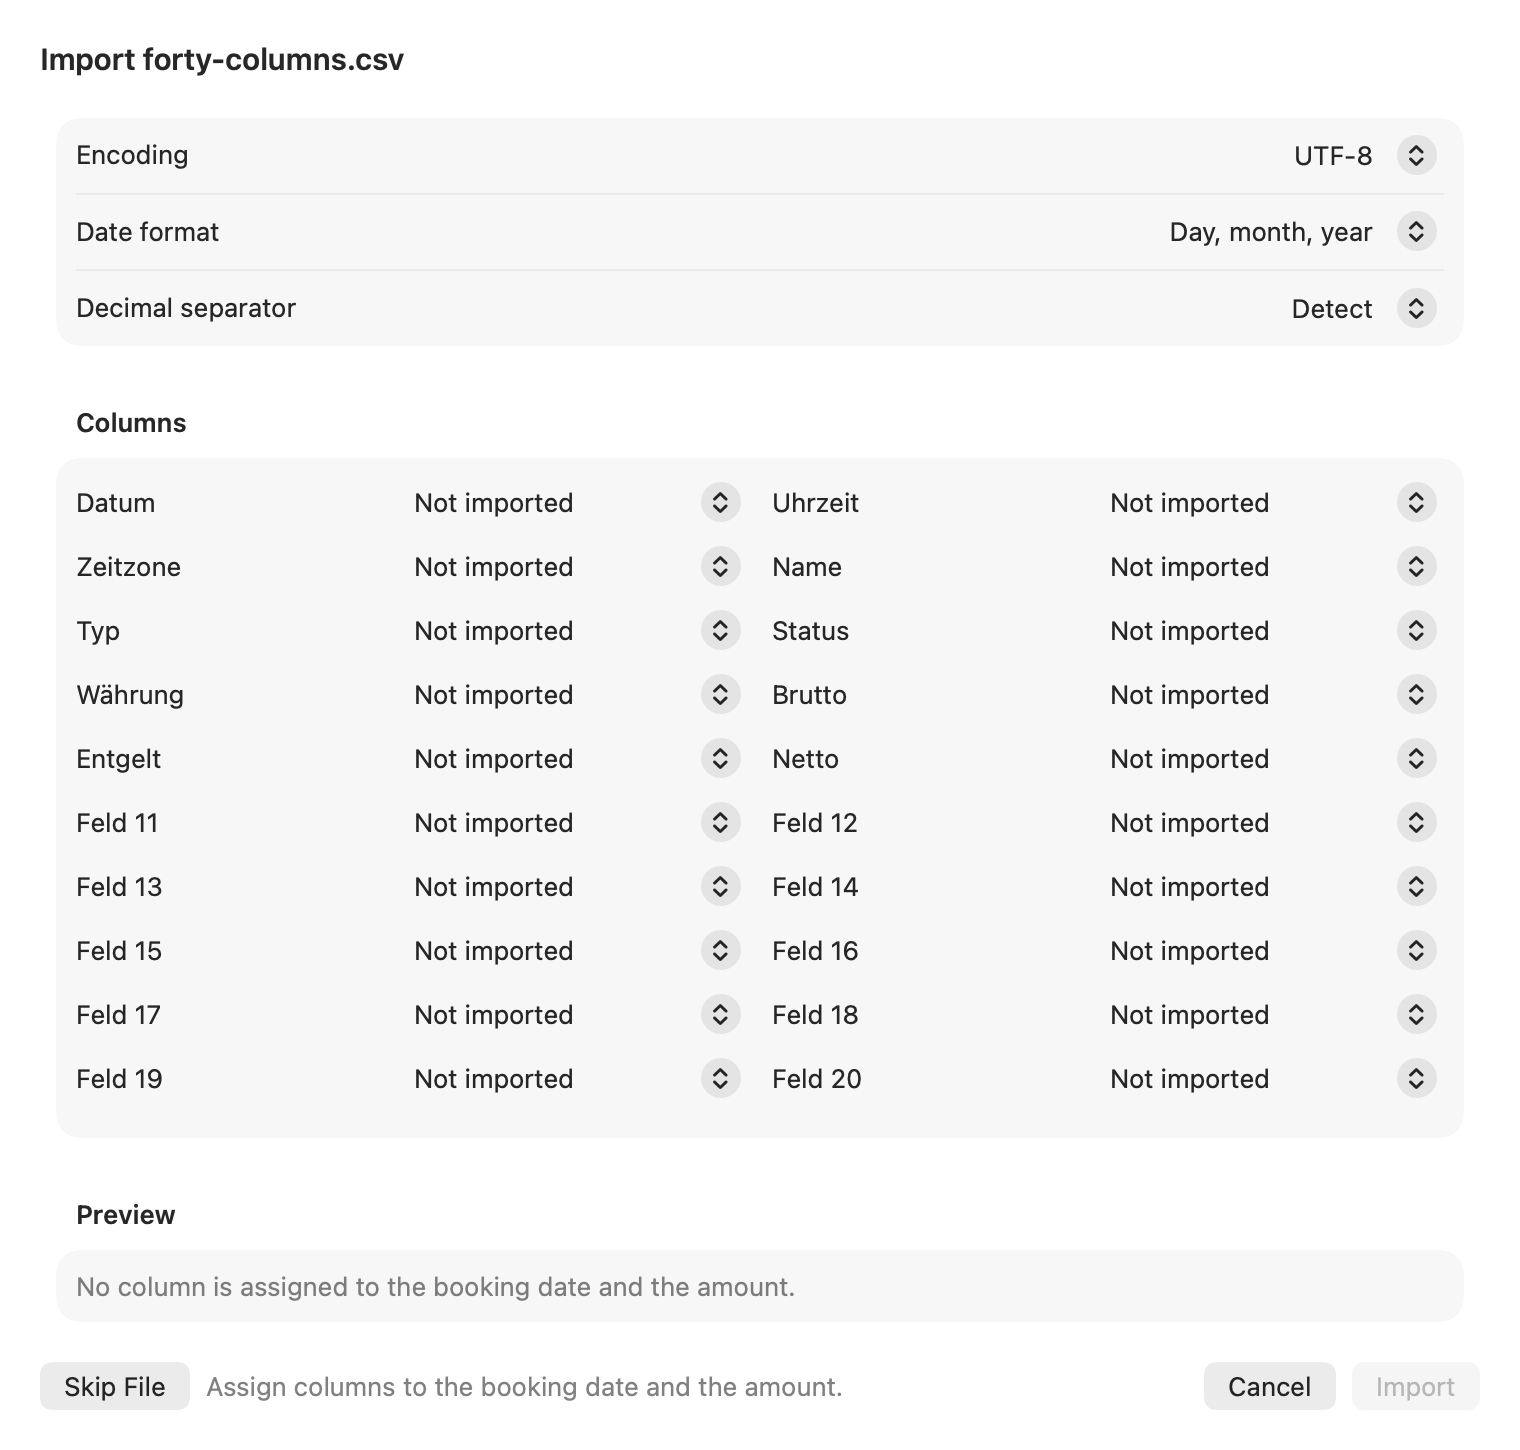 Import forty-columns.csv
Encoding UTF-8
Date format Day, month, year
Decimal separator Detect
Columns
Datum Not imported Uhrzeit Not imported
Zeitzone Not imported Name Not imported
Typ Not imported Status Not imported
Währung Not imported Brutto Not imported
Entgelt Not imported Netto Not imported
Feld 11 Not imported Feld 12 Not imported
Feld 13 Not imported Feld 14 Not imported
Feld 15 Not imported Feld 16 Not imported
Feld 17 Not imported Feld 18 Not imported
Feld 19 Not imported Feld 20 Not imported
Preview
No column is assigned to the booking date and the amount.
Skip File Assign columns to the booking date and the amount. Cancel Import